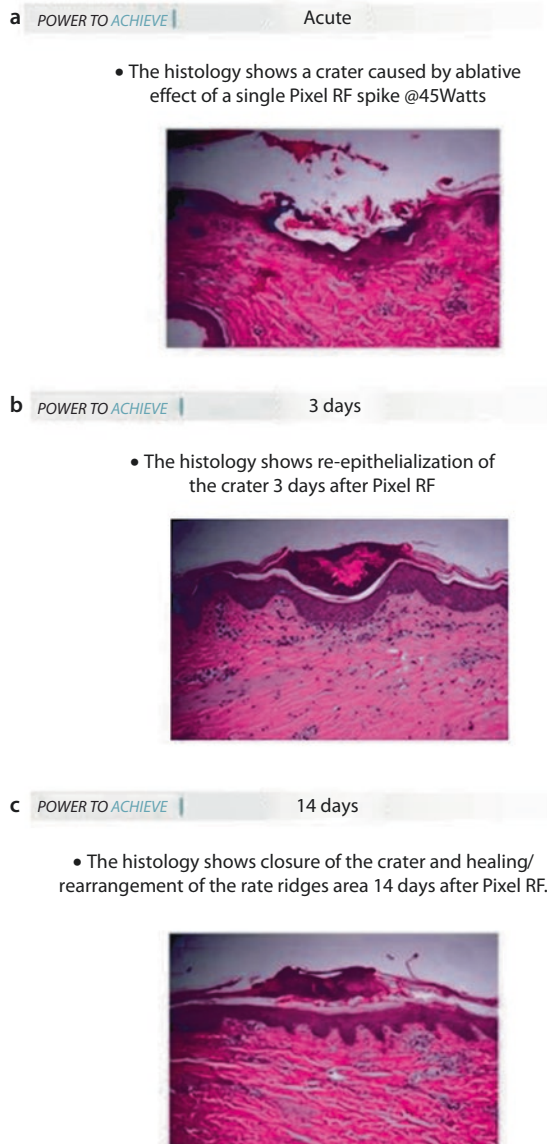 a POWER TO ACHIEVE Acute
• The histology shows a crater caused by ablative
effect of a single Pixel RF spike @45Watts
b POWER TO ACHIEVE 3 days
• The histology shows re-epithelialization of
the crater 3 days after Pixel RF
c POWER TO ACHIEVE 14 days
• The histology shows closure of the crater and healing/
rearrangement of the rate ridges area 14 days after Pixel RF.